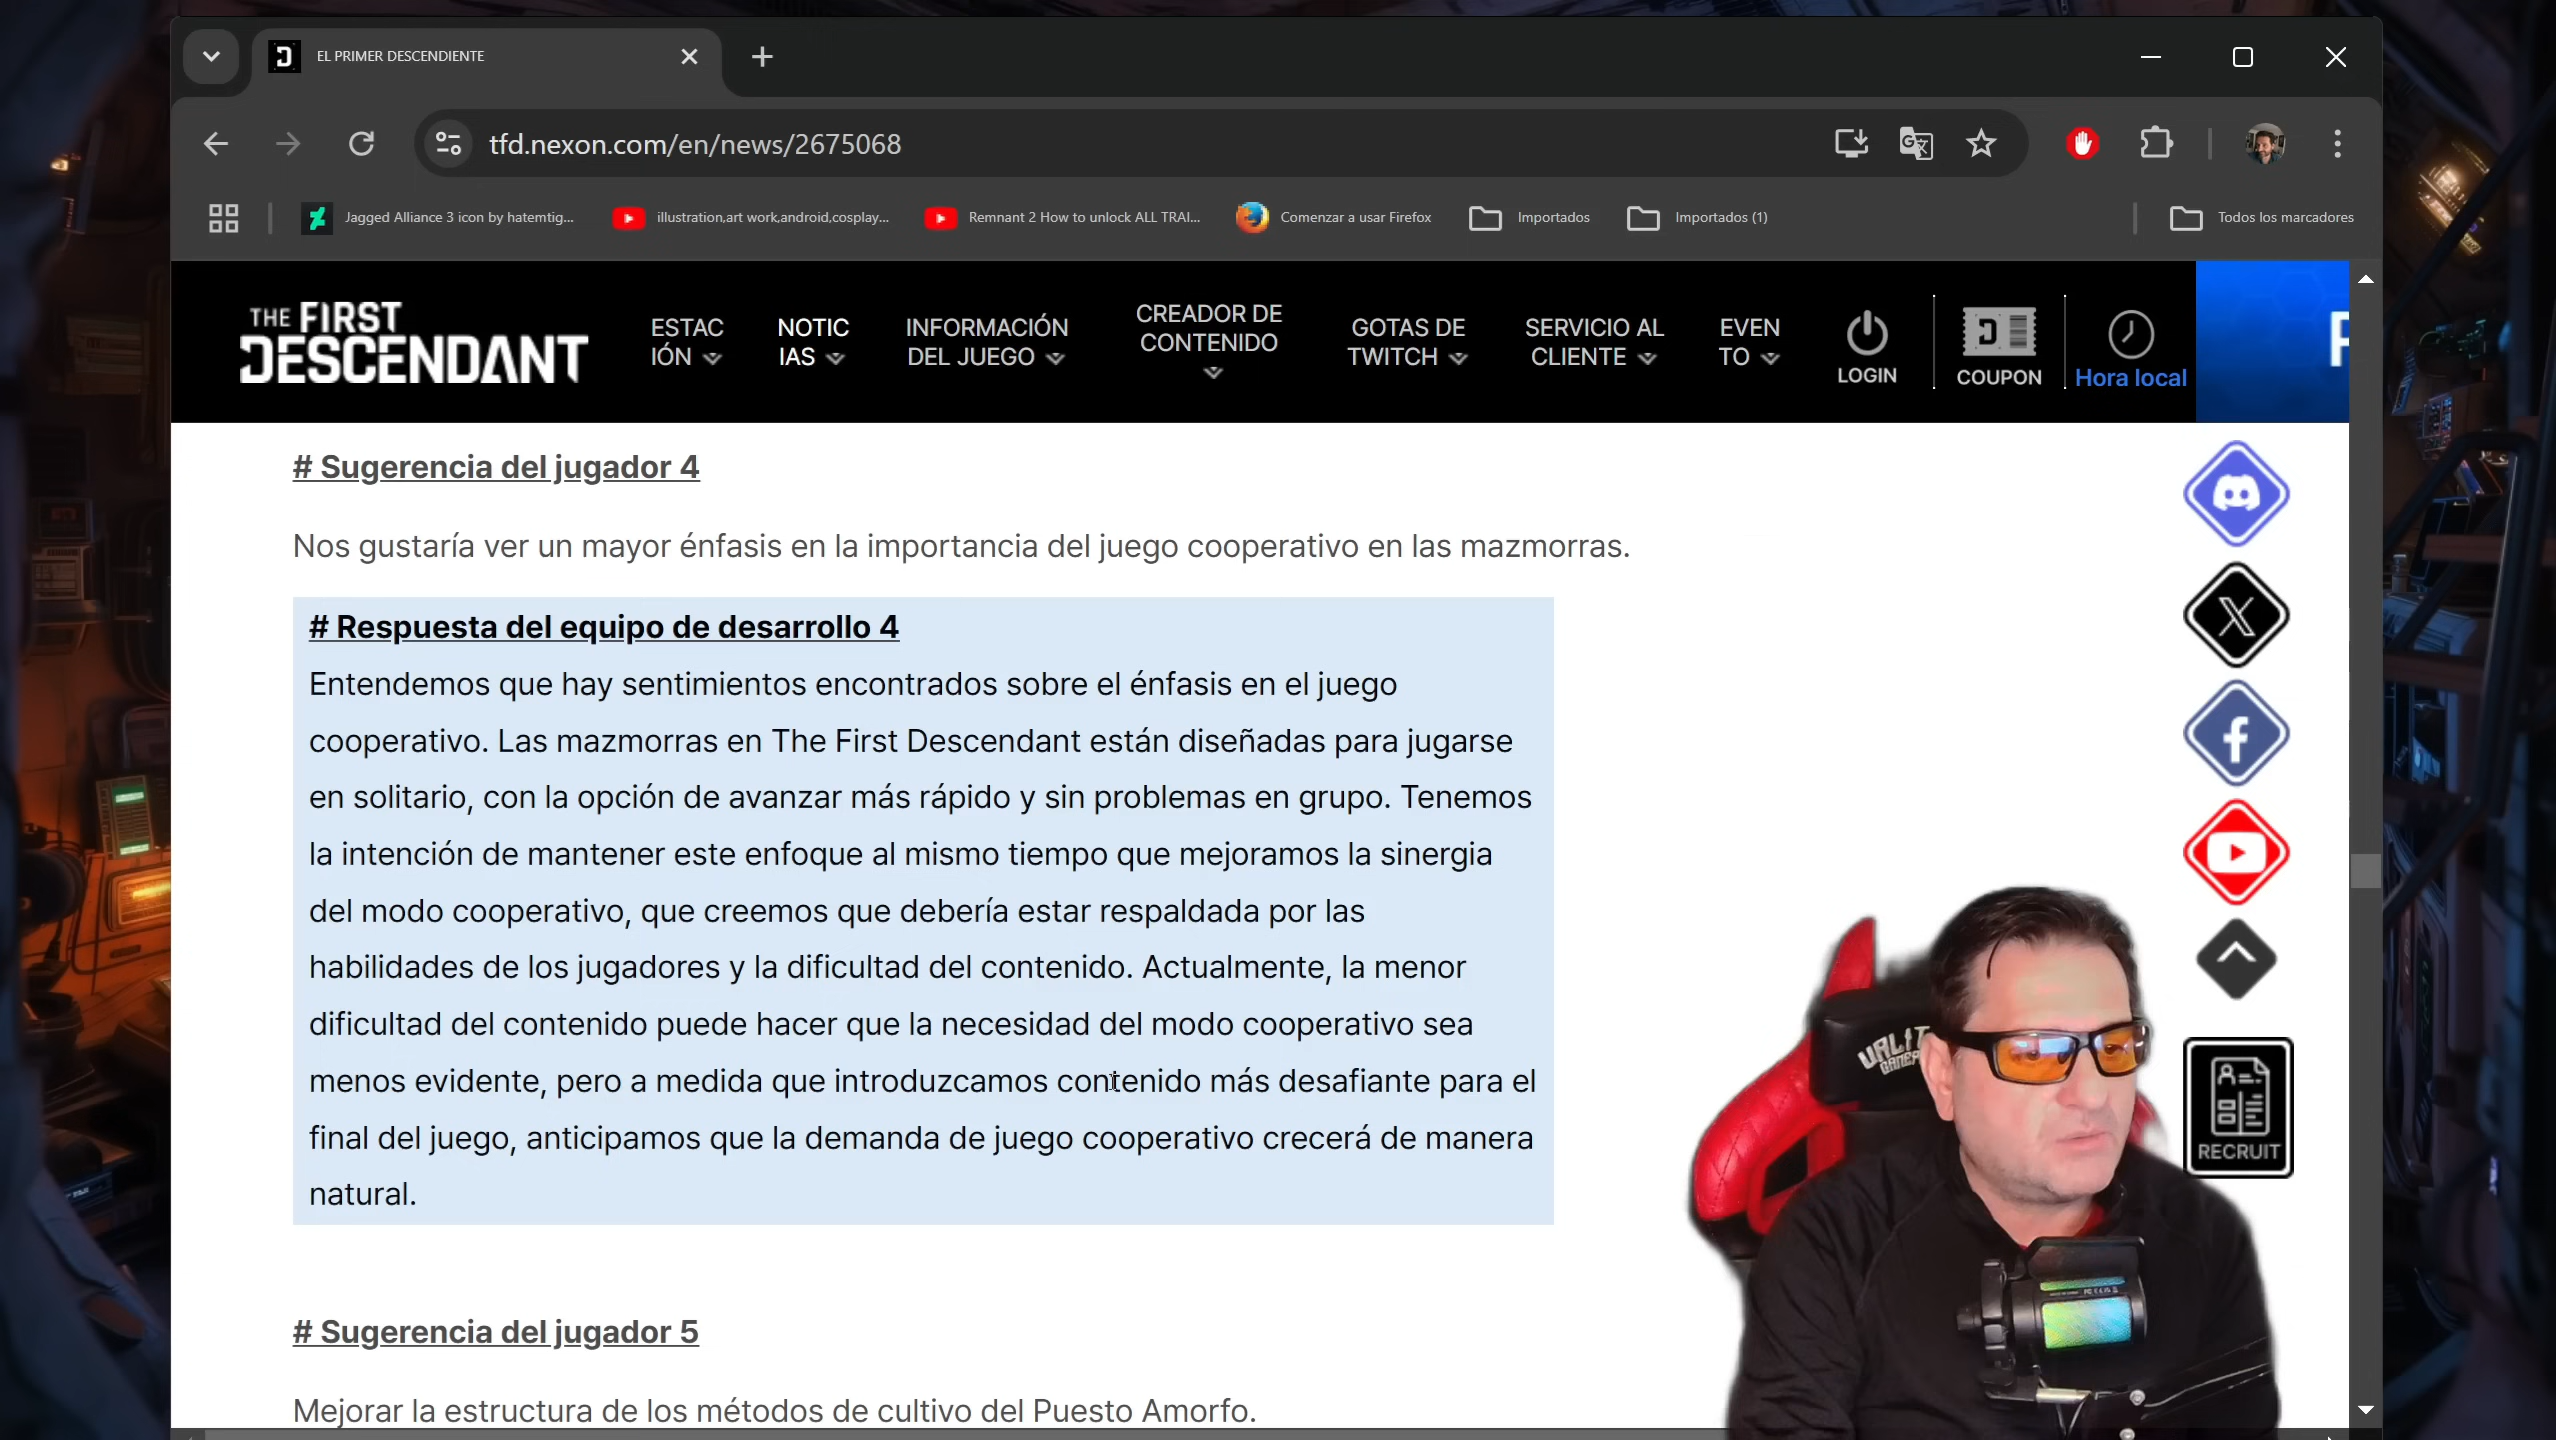 EL PRIMER DESCENDIENTE
tfd.nexon.com/en/news/2675068
Jagged Alliance 3 icon by hatemtig...
illustration,art work,android,cosplay...
Remnant 2 How to unlock ALL TRAI...
Comenzar a usar Firefox
Importados
Importados (1)
Todos los marcadores
THE FIRST
DESCENDANT
ESTAC
IÓN
NOTIC
IAS
INFORMACIÓN
DEL JUEGO
CREADOR DE
CONTENIDO
GOTAS DE
TWITCH
SERVICIO AL
CLIENTE
EVEN
TO
LOGIN
COUPON
Hora local
# Sugerencia del jugador 4
Nos gustaría ver un mayor énfasis en la importancia del juego cooperativo en las mazmorras.
# Respuesta del equipo de desarrollo 4
Entendemos que hay sentimientos encontrados sobre el énfasis en el juego
cooperativo. Las mazmorras en The First Descendant están diseñadas para jugarse
en solitario, con la opción de avanzar más rápido y sin problemas en grupo. Tenemos
la intención de mantener este enfoque al mismo tiempo que mejoramos la sinergia
del modo cooperativo, que creemos que debería estar respaldada por las
habilidades de los jugadores y la dificultad del contenido. Actualmente, la menor
dificultad del contenido puede hacer que la necesidad del modo cooperativo sea
menos evidente, pero a medida que introduzcamos contenido más desafiante para el
final del juego, anticipamos que la demanda de juego cooperativo crecerá de manera
natural.
RECRUIT
# Sugerencia del jugador 5
Mejorar la estructura de los métodos de cultivo del Puesto Amorfo.